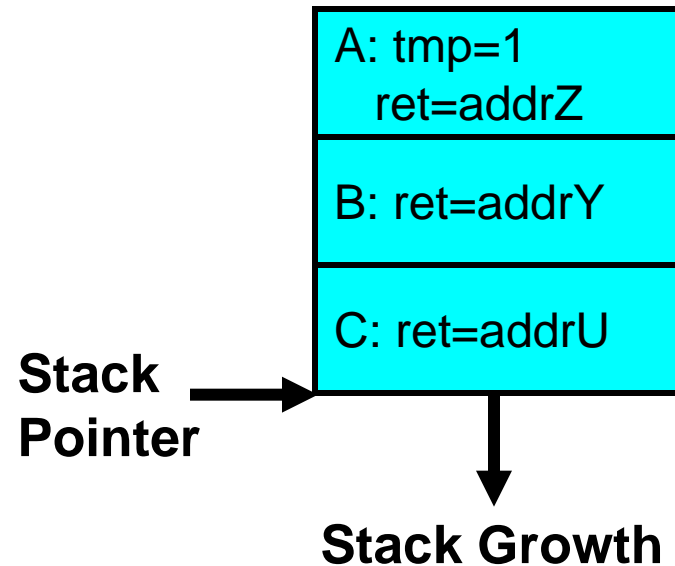 A: tmp=1
ret=addrZ
B: ret=addrY
C: ret=addrU
Stack
Pointer
Stack Growth